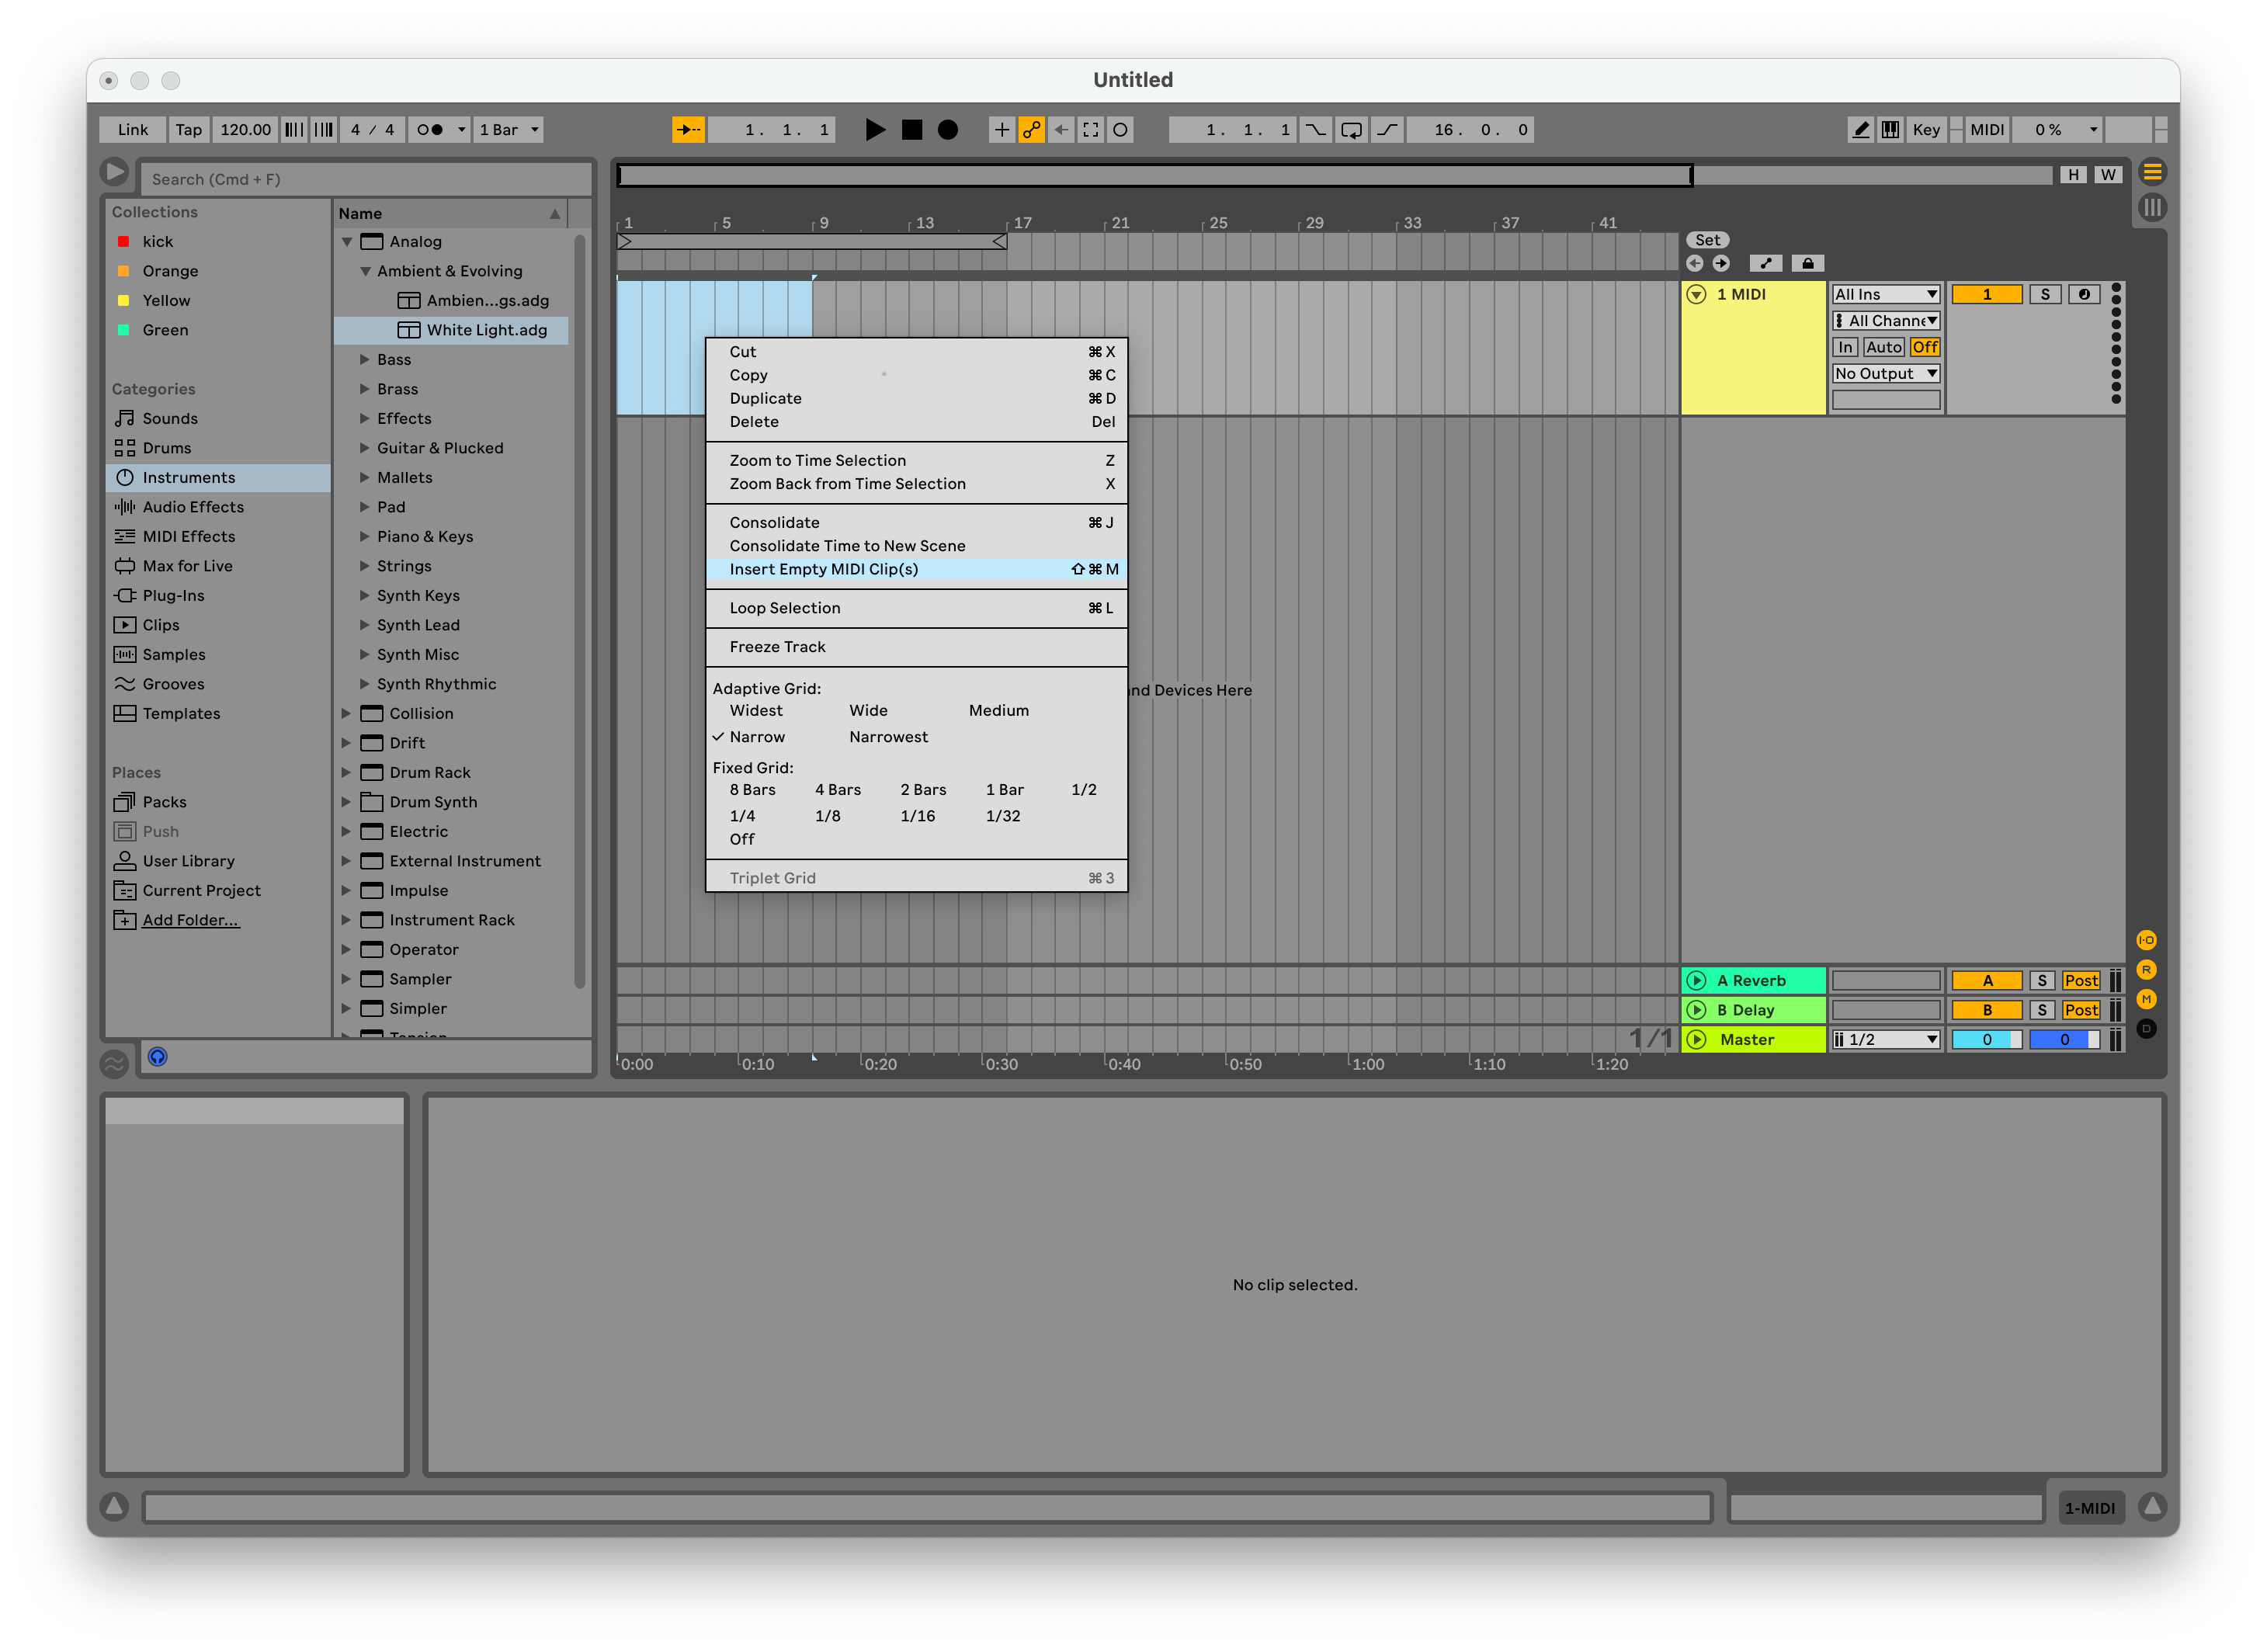 Untitled
Link Tap 120.00 4 / 4 1 Bar 1. 1. 1 1. 1. 1 16. 0. 0 Key MIDI 0 %
Search (Cmd + F)
H W
Collections
kick
Orange
Yellow
Green
Categories
Sounds
Drums
Instruments
Audio Effects
MIDI Effects
Max for Live
Plug-Ins
Clips
Samples
Grooves
Templates
Places
Packs
Push
User Library
Current Project
Add Folder...
Name
Analog
Ambient & Evolving
Ambien...gs.adg
White Light.adg
Bass
Brass
Effects
Guitar & Plucked
Mallets
Pad
Piano & Keys
Strings
Synth Keys
Synth Lead
Synth Misc
Synth Rhythmic
Collision
Drift
Drum Rack
Drum Synth
Electric
External Instrument
Impulse
Instrument Rack
Operator
Sampler
Simpler
1 5 9 13 17 21 25 29 33 37 41
Set
Cut ⌘ X
Copy ⌘ C
Duplicate ⌘ D
Delete Del
Zoom to Time Selection Z
Zoom Back from Time Selection X
Consolidate ⌘ J
Consolidate Time to New Scene
Insert Empty MIDI Clip(s) ⇧ ⌘ M
Loop Selection ⌘ L
Freeze Track
Adaptive Grid:
Widest Wide Medium
✓ Narrow Narrowest
Fixed Grid:
8 Bars 4 Bars 2 Bars 1 Bar 1/2
1/4 1/8 1/16 1/32
Off
Triplet Grid ⌘ 3
nd Devices Here
1 MIDI All Ins 1 S
All Channe
In Auto Off
No Output
I·O
R
M
D
A Reverb A S Post
B Delay B S Post
1/1 Master 1/2 0 0
0:00 0:10 0:20 0:30 0:40 0:50 1:00 1:10 1:20
No clip selected.
1-MIDI